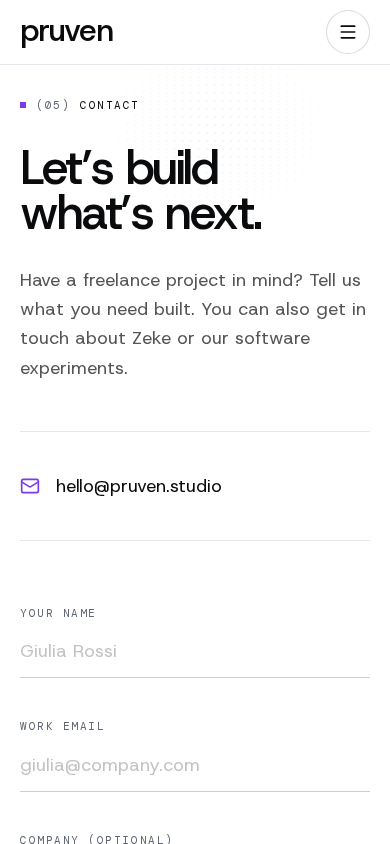 pruven
(05) CONTACT
Let’s build
what’s next.
Have a freelance project in mind? Tell us
what you need built. You can also get in
touch about Zeke or our software
experiments.
hello@pruven.studio
YOUR NAME
Giulia Rossi
WORK EMAIL
giulia@company.com
COMPANY (OPTIONAL)